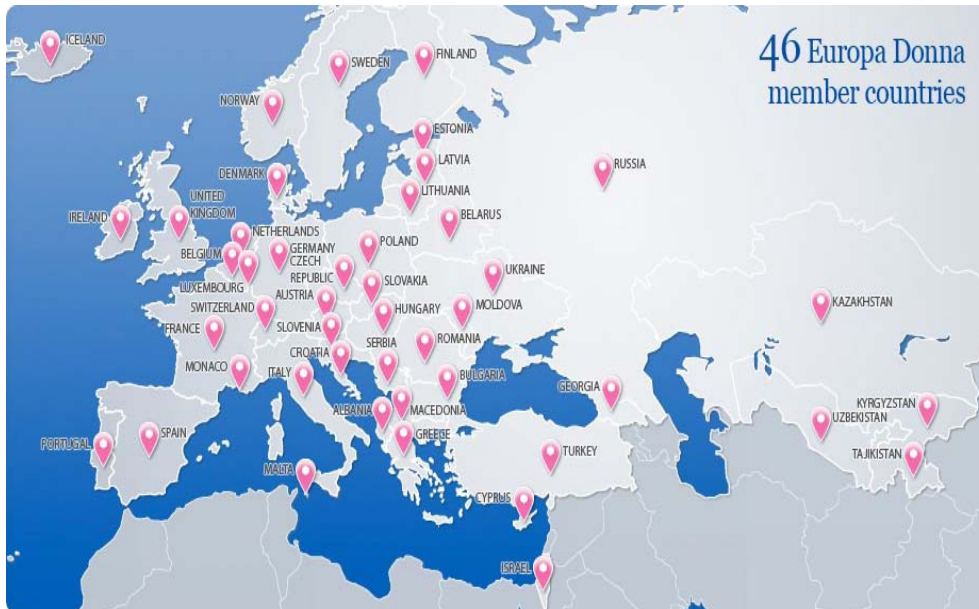 46 Europa Donna
member countries
ICELAND
SWEDEN
FINLAND
NORWAY
ESTONIA
LATVIA
RUSSIA
DENMARK
LITHUANIA
UNITED
KINGDOM
IRELAND
BELARUS
NETHERLANDS
POLAND
BELGIUM
GERMANY
CZECH
REPUBLIC
UKRAINE
SLOVAKIA
LUXEMBOURG
AUSTRIA
SWITZERLAND
HUNGARY
MOLDOVA
KAZAKHSTAN
FRANCE
SLOVENIA
SERBIA
ROMANIA
CROATIA
MONACO
ITALY
BULGARIA
GEORGIA
ALBANIA
MACEDONIA
KYRGYZSTAN
UZBEKISTAN
GREECE
PORTUGAL
SPAIN
TURKEY
TAJIKISTAN
MALTA
CYPRUS
ISRAEL